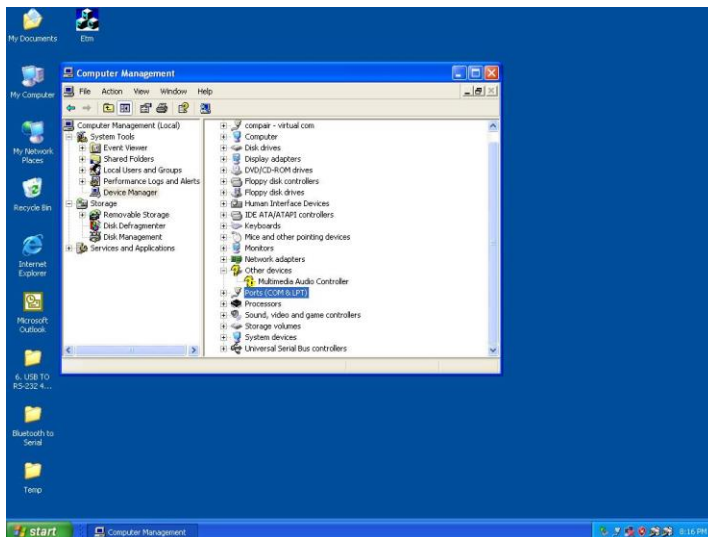 My Documents
Etm
My Computer
My Network
Places
Recycle Bin
Internet
Explorer
Microsoft
Outlook
6. USB TO
RS-232 4...
Bluetooth to
Serial
Temp
Computer Management
File Action View Window Help
Computer Management (Local)
System Tools
Event Viewer
Shared Folders
Local Users and Groups
Performance Logs and Alerts
Device Manager
Storage
Removable Storage
Disk Defragmenter
Disk Management
Services and Applications
compair - virtual com
Computer
Disk drives
Display adapters
DVD/CD-ROM drives
Floppy disk controllers
Floppy disk drives
Human Interface Devices
IDE ATA/ATAPI controllers
Keyboards
Mice and other pointing devices
Monitors
Network adapters
Other devices
Multimedia Audio Controller
Ports (COM & LPT)
Processors
Sound, video and game controllers
Storage volumes
System devices
Universal Serial Bus controllers
start
Computer Management
8:16 PM